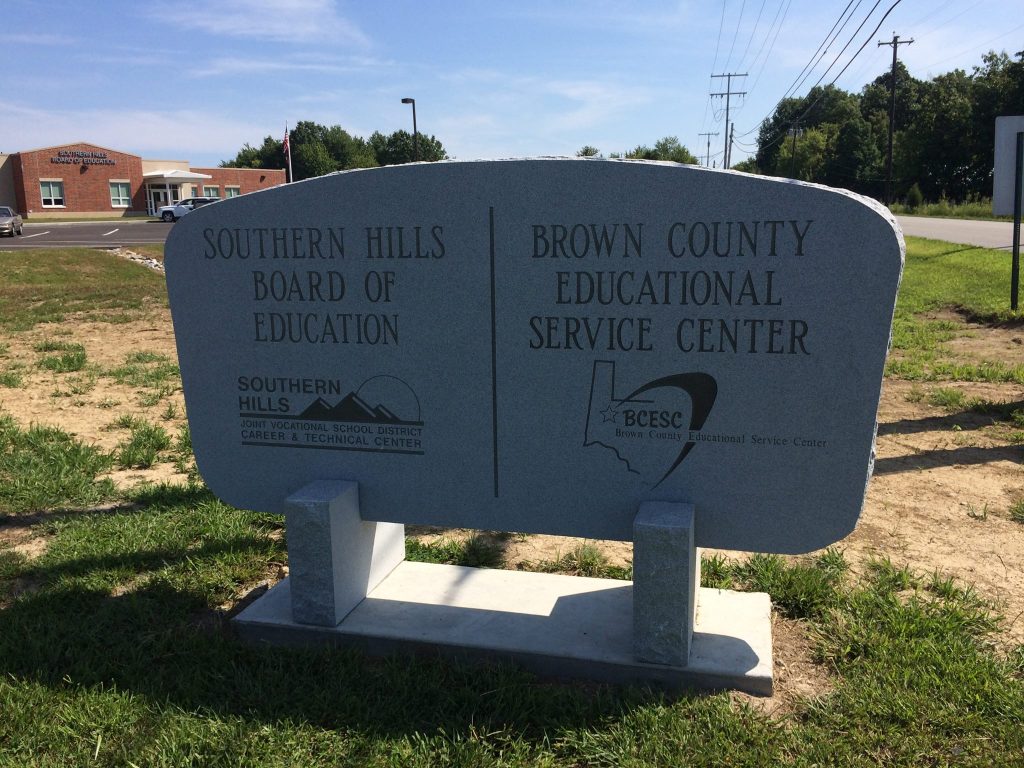 SOUTHERN HILLS
BOARD OF EDUCATION
SOUTHERN HILLS
BOARD OF
EDUCATION
SOUTHERN
HILLS
JOINT VOCATIONAL SCHOOL DISTRICT
CAREER & TECHNICAL CENTER
BROWN COUNTY
EDUCATIONAL
SERVICE CENTER
BCESC
Brown County Educational Service Center